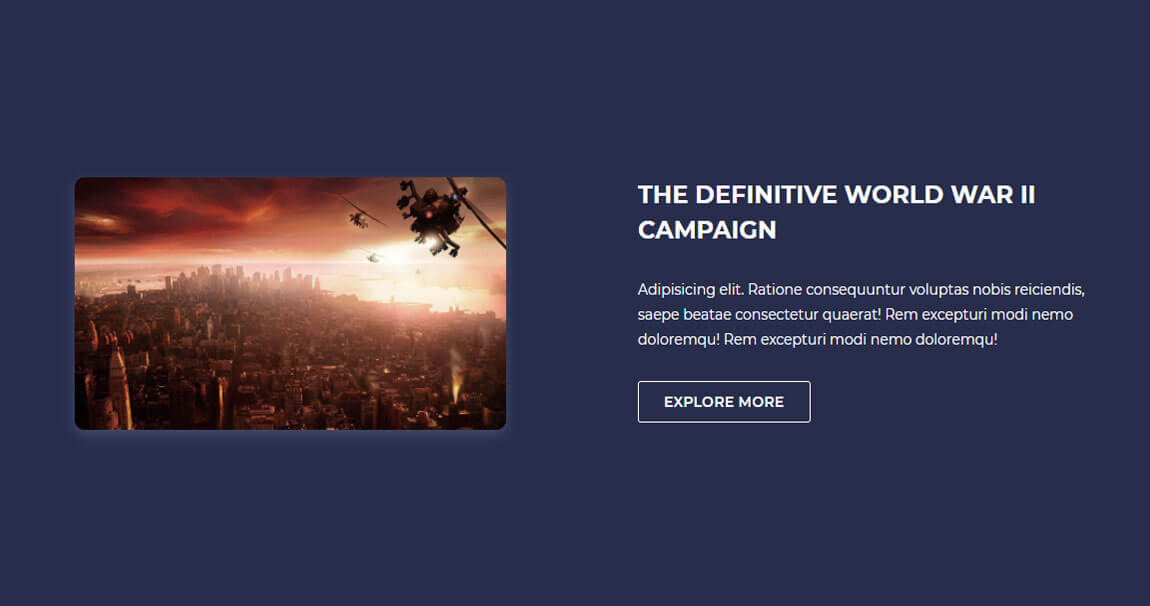 THE DEFINITIVE WORLD WAR II
CAMPAIGN
Adipisicing elit. Ratione consequuntur voluptas nobis reiciendis,
saepe beatae consectetur quaerat! Rem excepturi modi nemo
doloremqu! Rem excepturi modi nemo doloremqu!
EXPLORE MORE